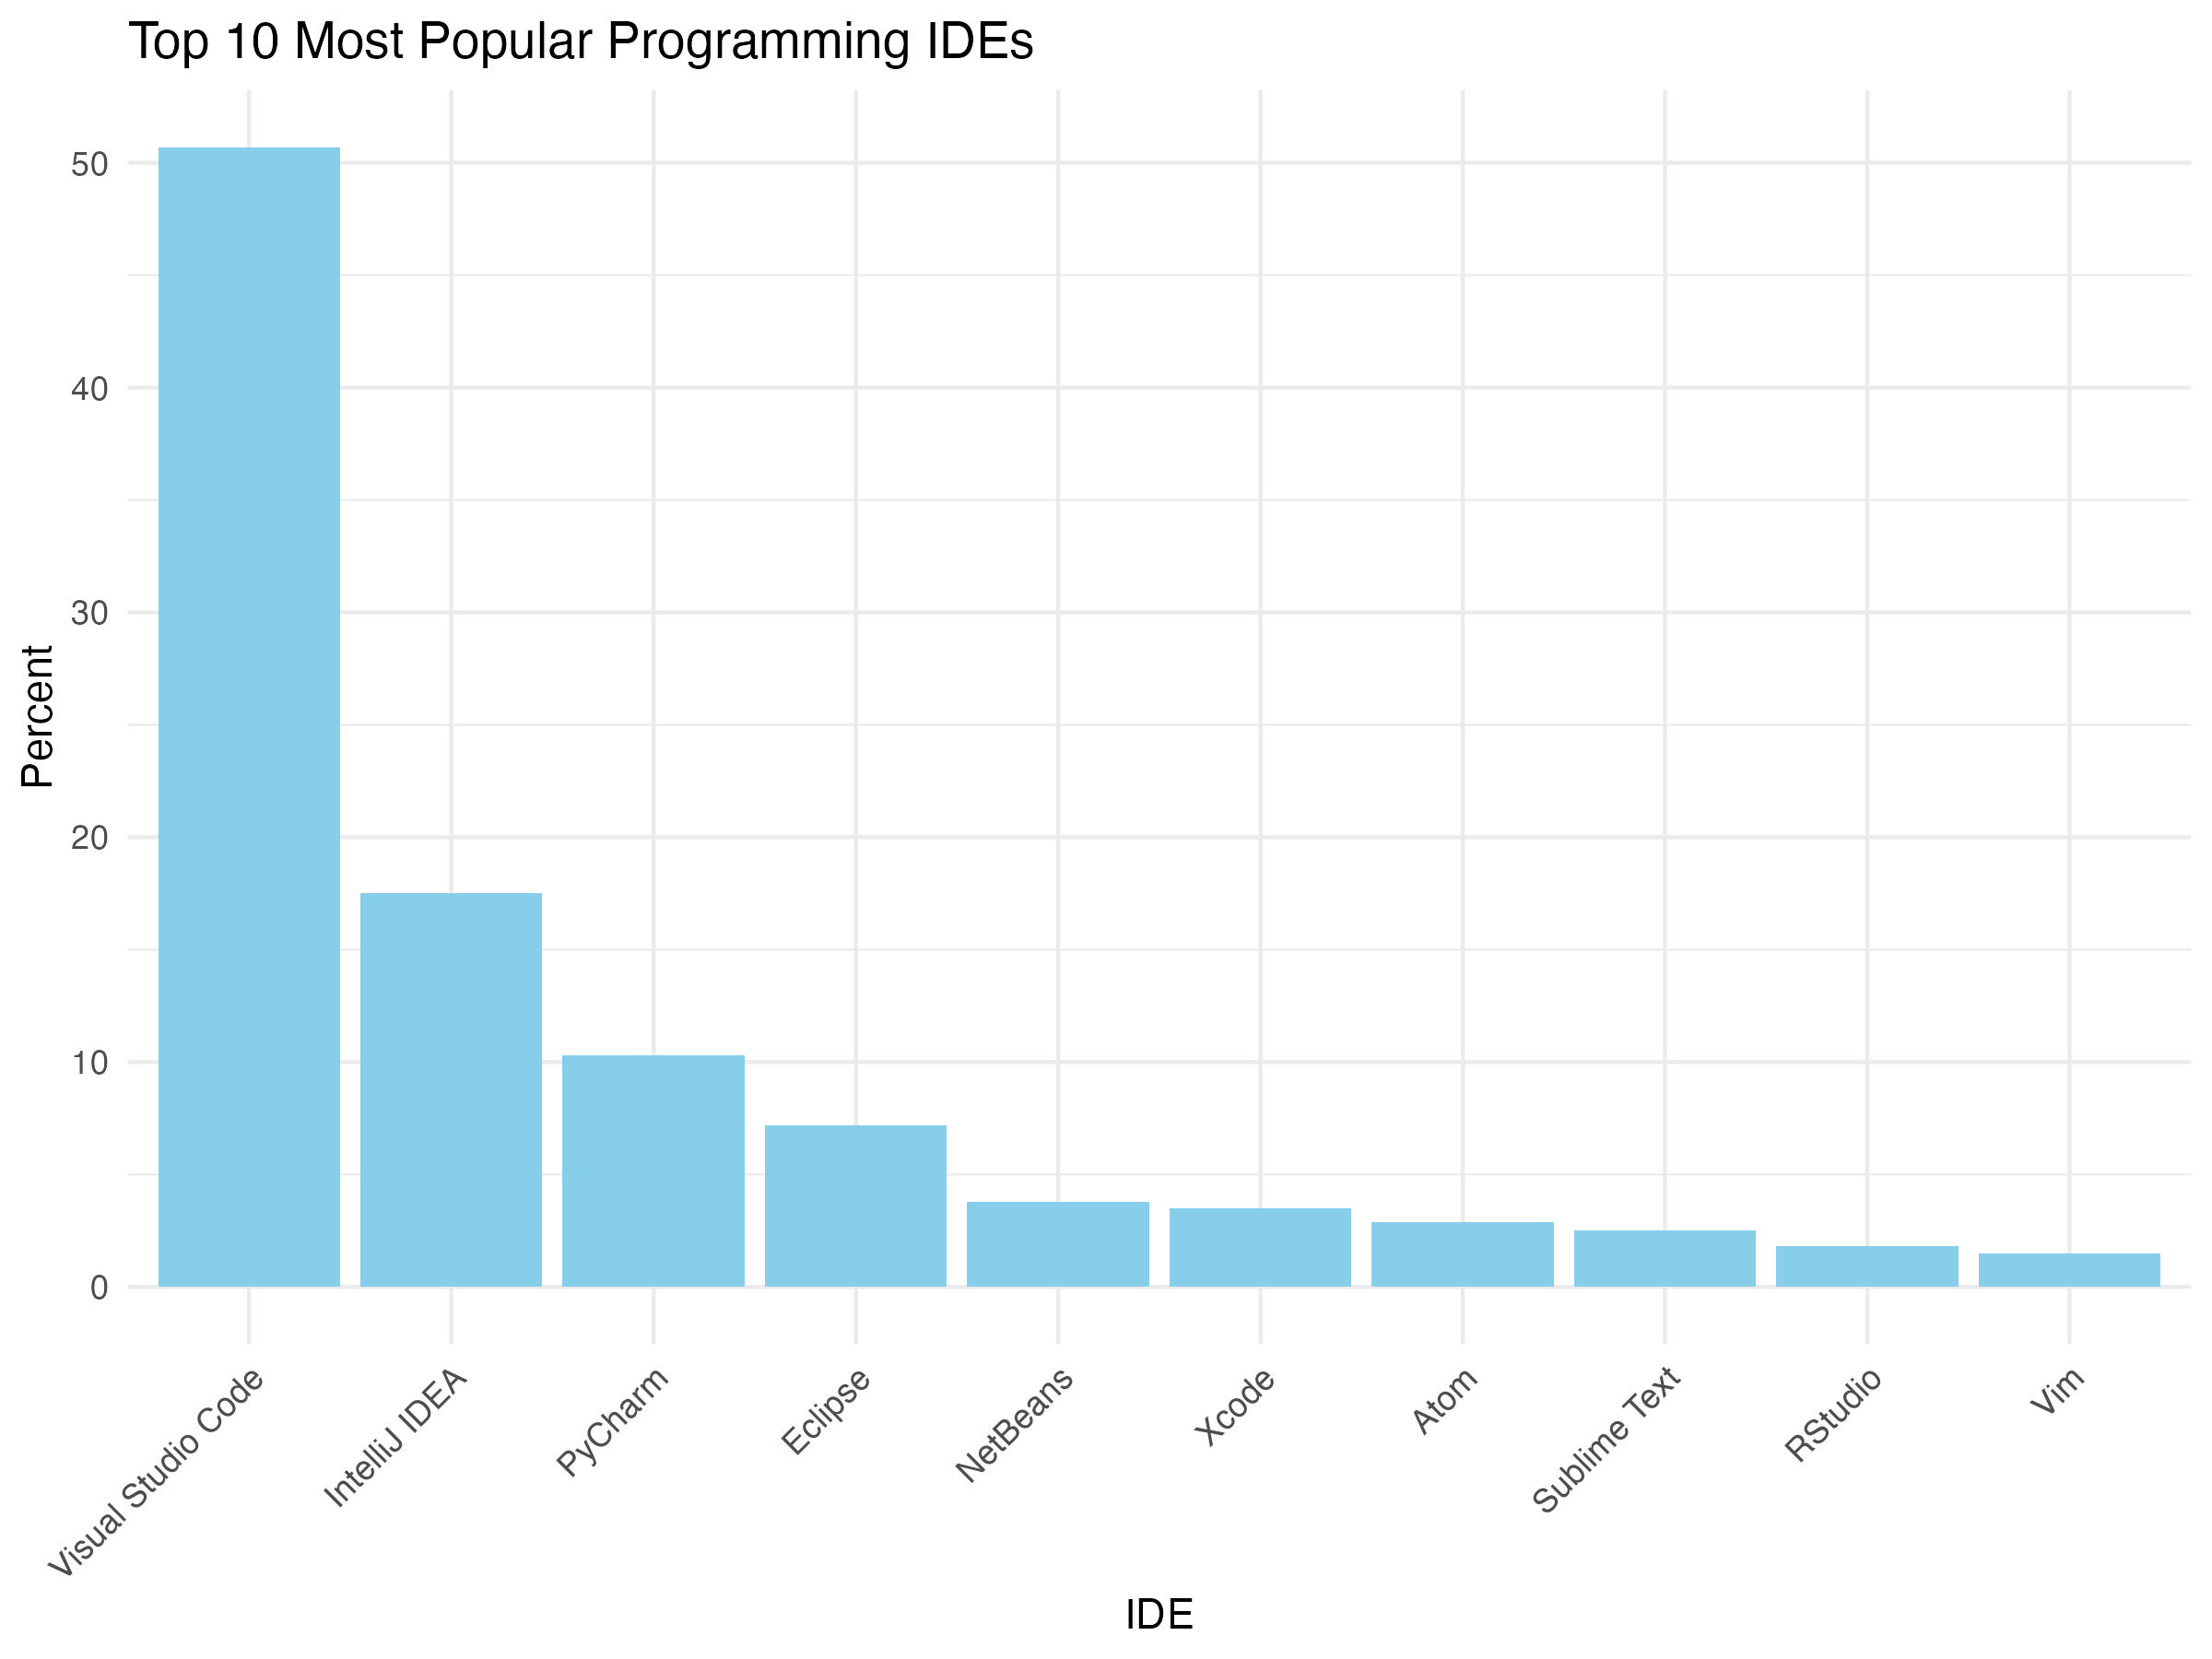 Top 10 Most Popular Programming IDEs
Percent
50
40
30
20
10
0
Visual Studio Code
IntelliJ IDEA
PyCharm
Eclipse
NetBeans
Xcode
Atom
Sublime Text
RStudio
Vim
IDE